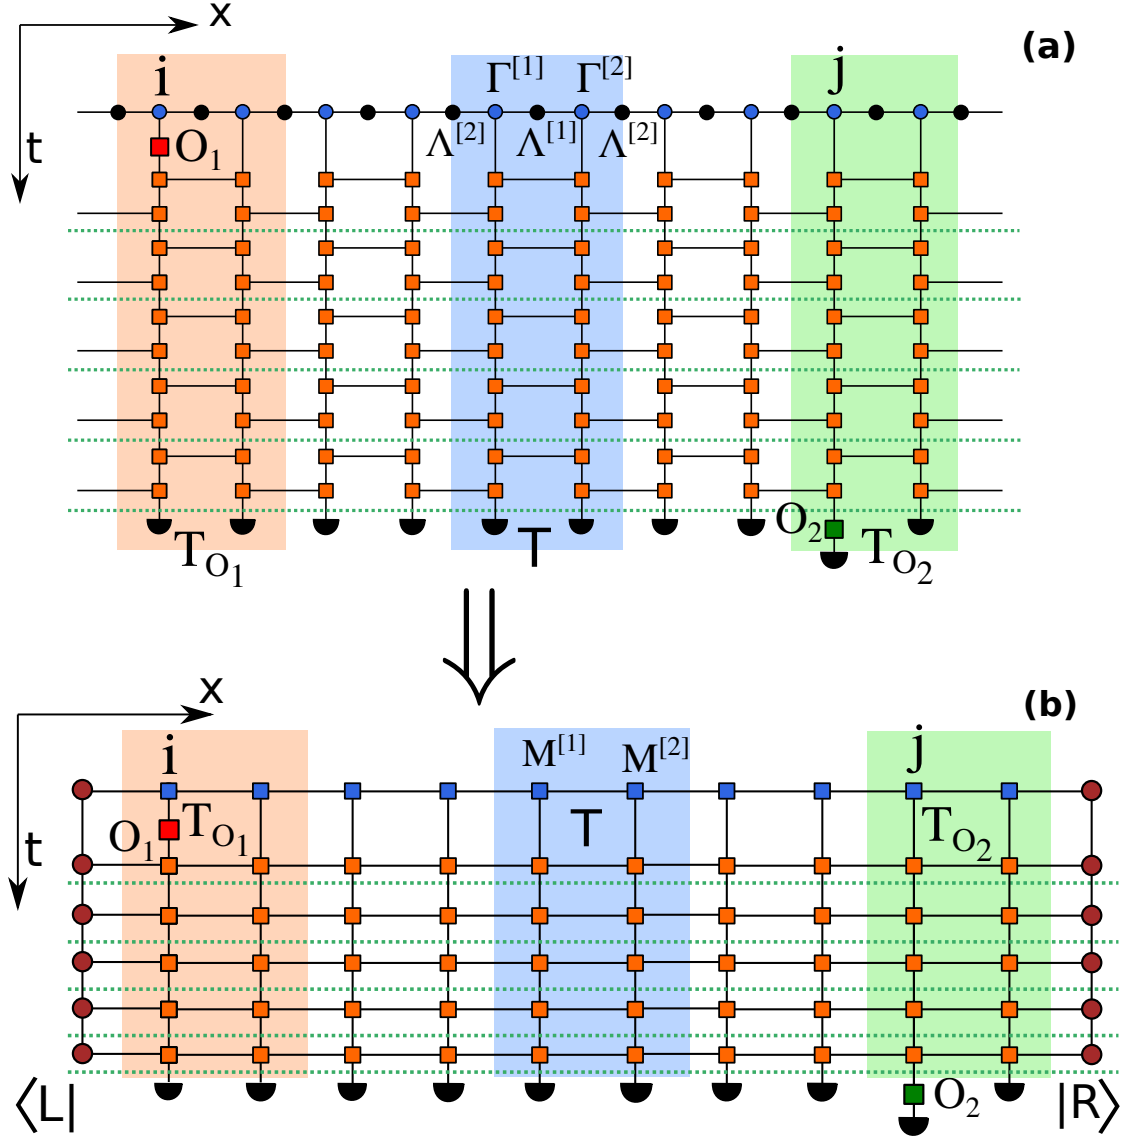 x
(a)
i
Γ[1] Γ[2]
j
t
O1
Λ[2] Λ[1] Λ[2]
O2
TO1
T
TO2
x
(b)
i
M[1] M[2]
j
t
O1 TO1
T
TO2
⟨L|
O2
|R⟩